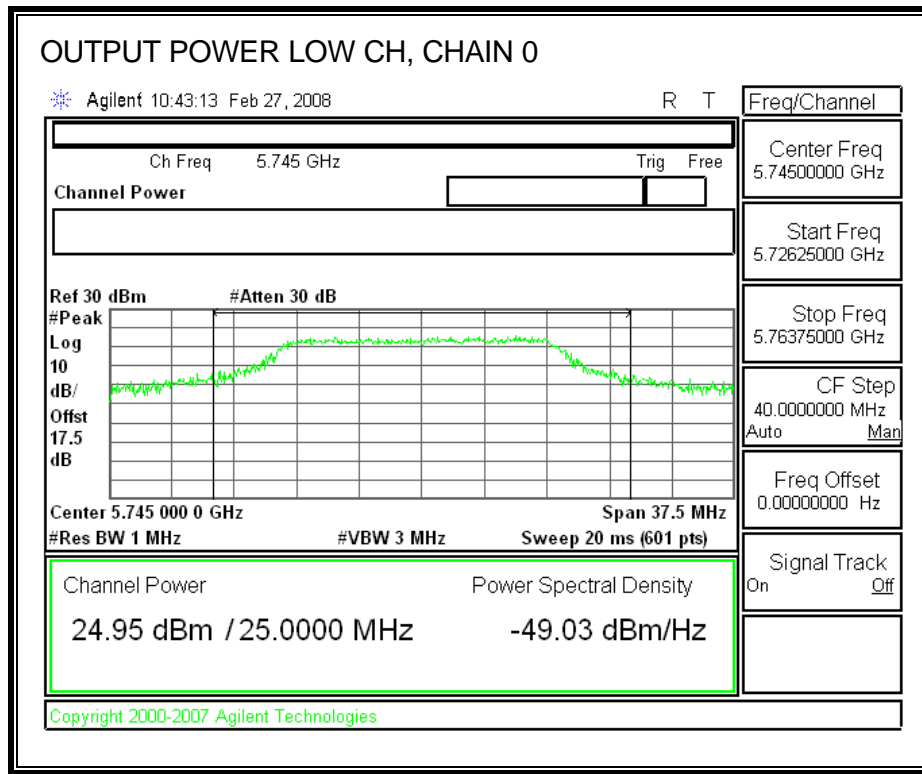 OUTPUT POWER LOW CH, CHAIN 0
Agilent 10:43:13 Feb 27, 2008 R T
Freq/Channel
Ch Freq 5.745 GHz Trig Free
Channel Power
Center Freq
5.74500000 GHz
Start Freq
5.72625000 GHz
Stop Freq
5.76375000 GHz
CF Step
40.0000000 MHz
Auto Man
Freq Offset
0.00000000 Hz
Signal Track
On Off
Ref 30 dBm #Atten 30 dB
#Peak
Log
10
dB/
Offst
17.5
dB
Center 5.745 000 0 GHz Span 37.5 MHz
#Res BW 1 MHz #VBW 3 MHz Sweep 20 ms (601 pts)
Channel Power Power Spectral Density
24.95 dBm / 25.0000 MHz -49.03 dBm/Hz
Copyright 2000-2007 Agilent Technologies